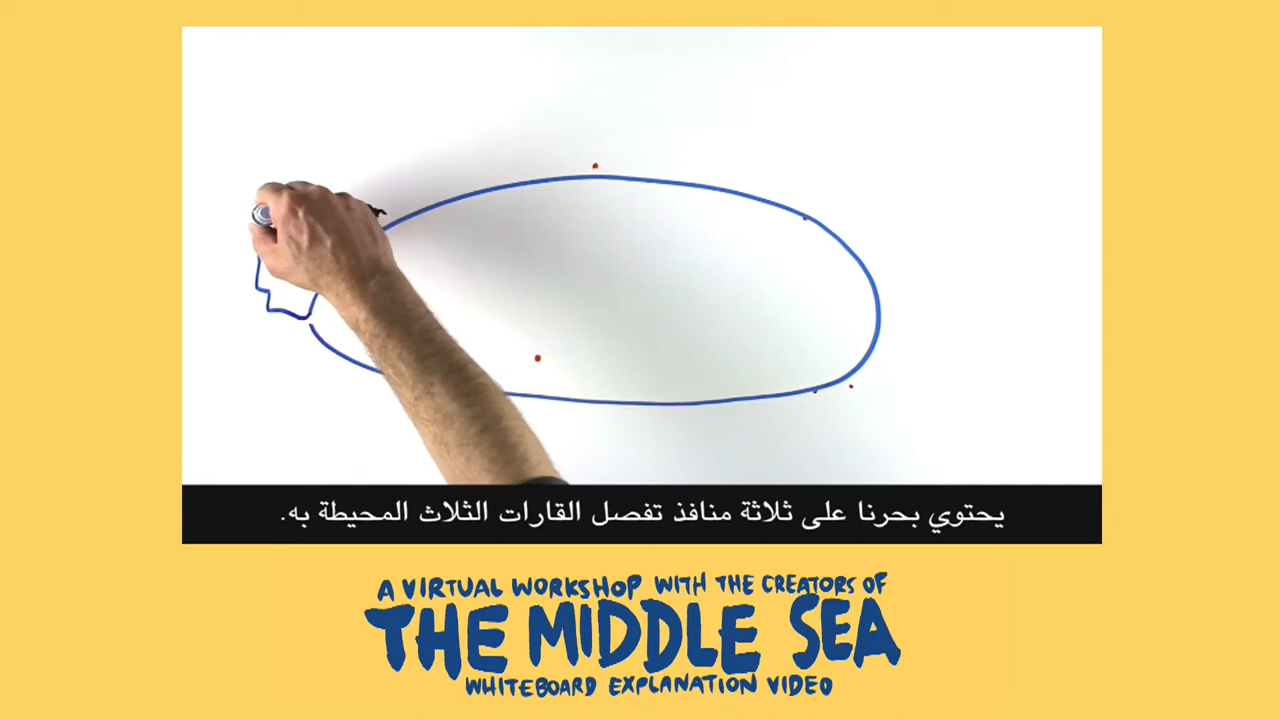 يحتوي بحرنا على ثلاثة منافذ تفصل القارات الثلاث المحيطة به.
A VIRTUAL WORKSHOP WITH THE CREATORS OF
THE MIDDLE SEA
WHITEBOARD EXPLANATION VIDEO